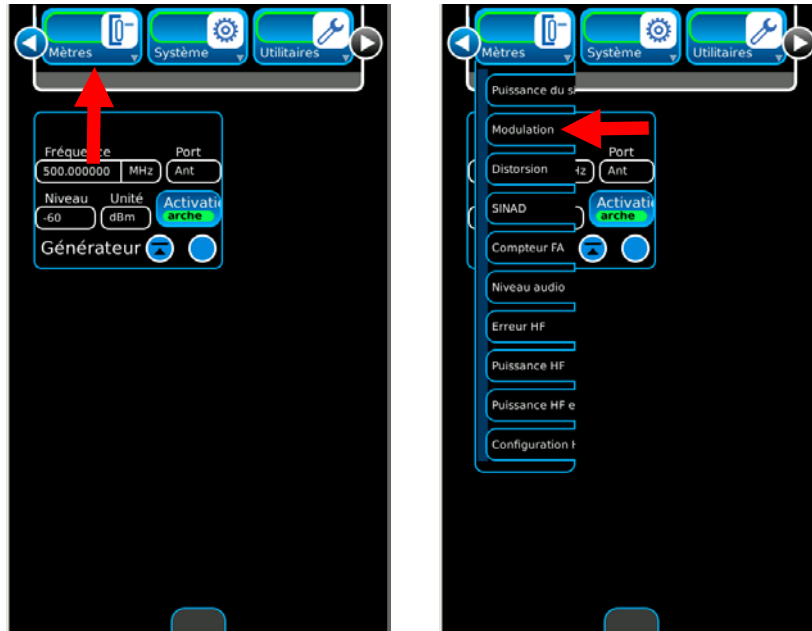 Mètres
Système
Utilitaires
Fréquence
Port
500.000000
MHz
Ant
Niveau
Unité
Activati
-60
dBm
arche
Générateur
Mètres
Système
Utilitaires
Puissance du s
Modulation
Port
Distorsion
Hz
Ant
SINAD
Activati
arche
Compteur FA
Niveau audio
Erreur HF
Puissance HF
Puissance HF e
Configuration H